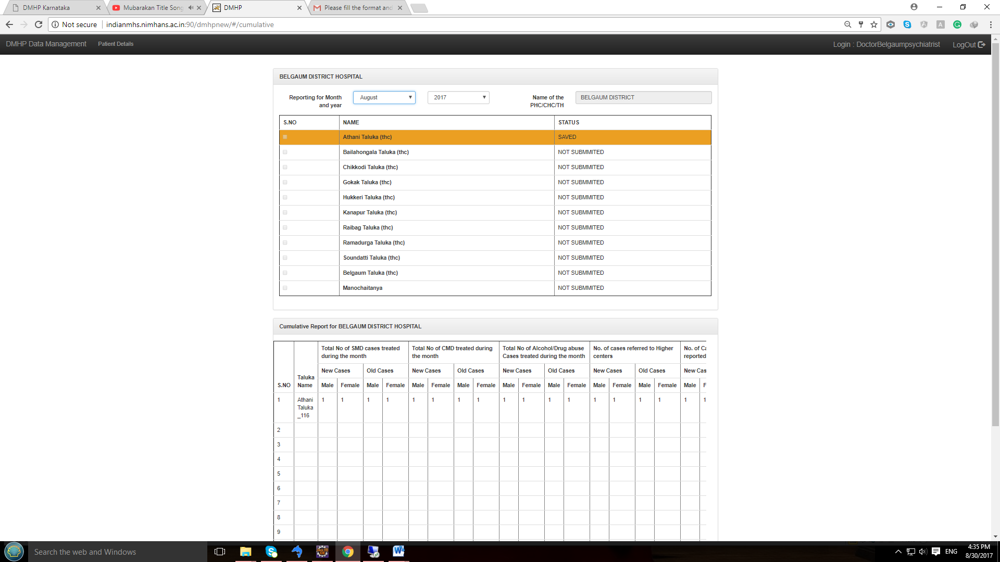 DMHP Karnataka
Mubarakan Title Song
DMHP
Please fill the format and
Not secure
indianmhs.nimhans.ac.in:90/dmhpnew/#/cumulative
DMHP Data Management
Patient Details
Login : DoctorBelgaumpsychiatrist
LogOut
BELGAUM DISTRICT HOSPITAL
Reporting for Month
and year
August
2017
Name of the
PHC/CHC/TH
BELGAUM DISTRICT
S.NO NAME STATUS
Athani Taluka (thc) SAVED
Bailahongala Taluka (thc) NOT SUBMMITED
Chikkodi Taluka (thc) NOT SUBMMITED
Gokak Taluka (thc) NOT SUBMMITED
Hukkeri Taluka (thc) NOT SUBMMITED
Kanapur Taluka (thc) NOT SUBMMITED
Raibag Taluka (thc) NOT SUBMMITED
Ramadurga Taluka (thc) NOT SUBMMITED
Soundatti Taluka (thc) NOT SUBMMITED
Belgaum Taluka (thc) NOT SUBMMITED
Manochaitanya NOT SUBMMITED
Cumulative Report for BELGAUM DISTRICT HOSPITAL
S.NO
Taluka
Name
Total No of SMD cases treated
during the month
Total No of CMD treated during
the month
Total No of Alcohol/Drug abuse
Cases treated during the month
No. of cases referred to Higher
centers
No. of Ca
reported
New Cases Old Cases New Cases Old Cases New Cases Old Cases New Cases Old Cases New Cas
Male Female Male Female Male Female Male Female Male Female Male Female Male Female Male Female Male F
1 Athani 1 1 1 1 1 1 1 1 1 1 1 1 1 1 1 1 1 1
Taluka
_116
2
3
4
5
6
7
8
9
Search the web and Windows
ENG
4:35 PM
8/30/2017